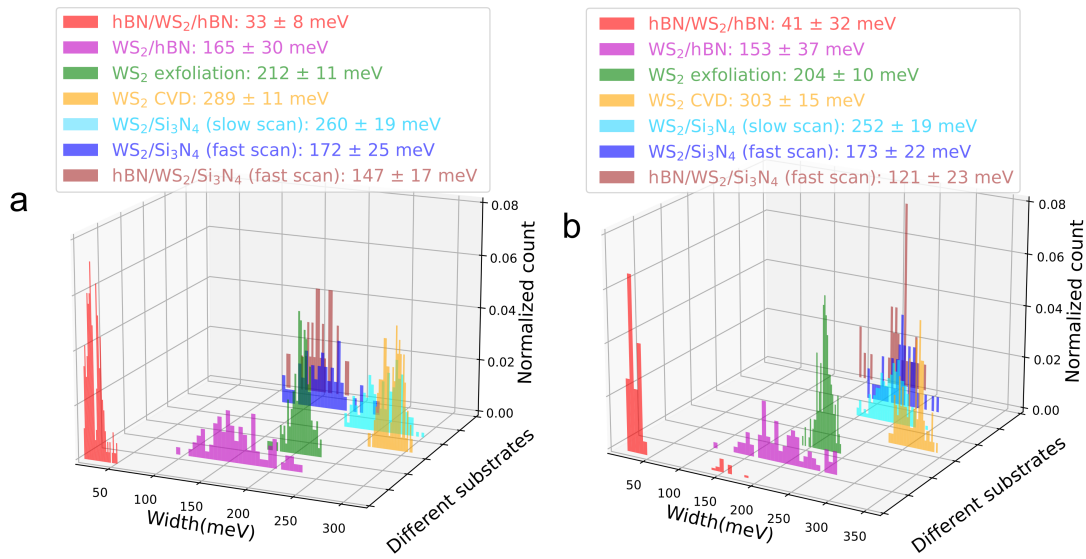 hBN/WS₂/hBN: 33 ± 8 meV
WS₂/hBN: 165 ± 30 meV
WS₂ exfoliation: 212 ± 11 meV
WS₂ CVD: 289 ± 11 meV
WS₂/Si₃N₄ (slow scan): 260 ± 19 meV
WS₂/Si₃N₄ (fast scan): 172 ± 25 meV
hBN/WS₂/Si₃N₄ (fast scan): 147 ± 17 meV
a
0.08
0.06
0.04
0.02
0.00
Normalized count
50
100
150
200
250
300
Width(meV)
Different substrates
hBN/WS₂/hBN: 41 ± 32 meV
WS₂/hBN: 153 ± 37 meV
WS₂ exfoliation: 204 ± 10 meV
WS₂ CVD: 303 ± 15 meV
WS₂/Si₃N₄ (slow scan): 252 ± 19 meV
WS₂/Si₃N₄ (fast scan): 173 ± 22 meV
hBN/WS₂/Si₃N₄ (fast scan): 121 ± 23 meV
b
0.08
0.06
0.04
0.02
0.00
Normalized count
50
100
150
200
250
300
350
Width(meV)
Different substrates